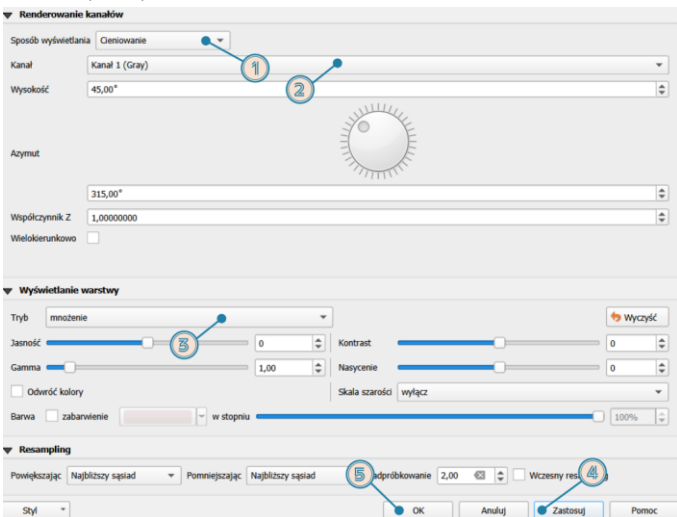 Renderowanie kanałów
Sposób wyświetlania Cieniowanie
1
Kanał Kanał 1 (Gray)
2
Wysokość 45,00°
Azymut
315,00°
Współczynnik Z 1,00000000
Wielokierunkowo
Wyświetlanie warstwy
Tryb mnożenie Wyczyść
3
Jasność 0 Kontrast 0
Gamma 1,00 Nasycenie 0
Odwróć kolory Skala szarości wyłącz
Barwa zabarwienie w stopniu 100%
Resampling
Powiększając Najbliższy sąsiad Pomniejszając Najbliższy sąsiad 5 adpróbkowanie 2,00 Wczesny 4
Styl OK Anuluj Zastosuj Pomoc